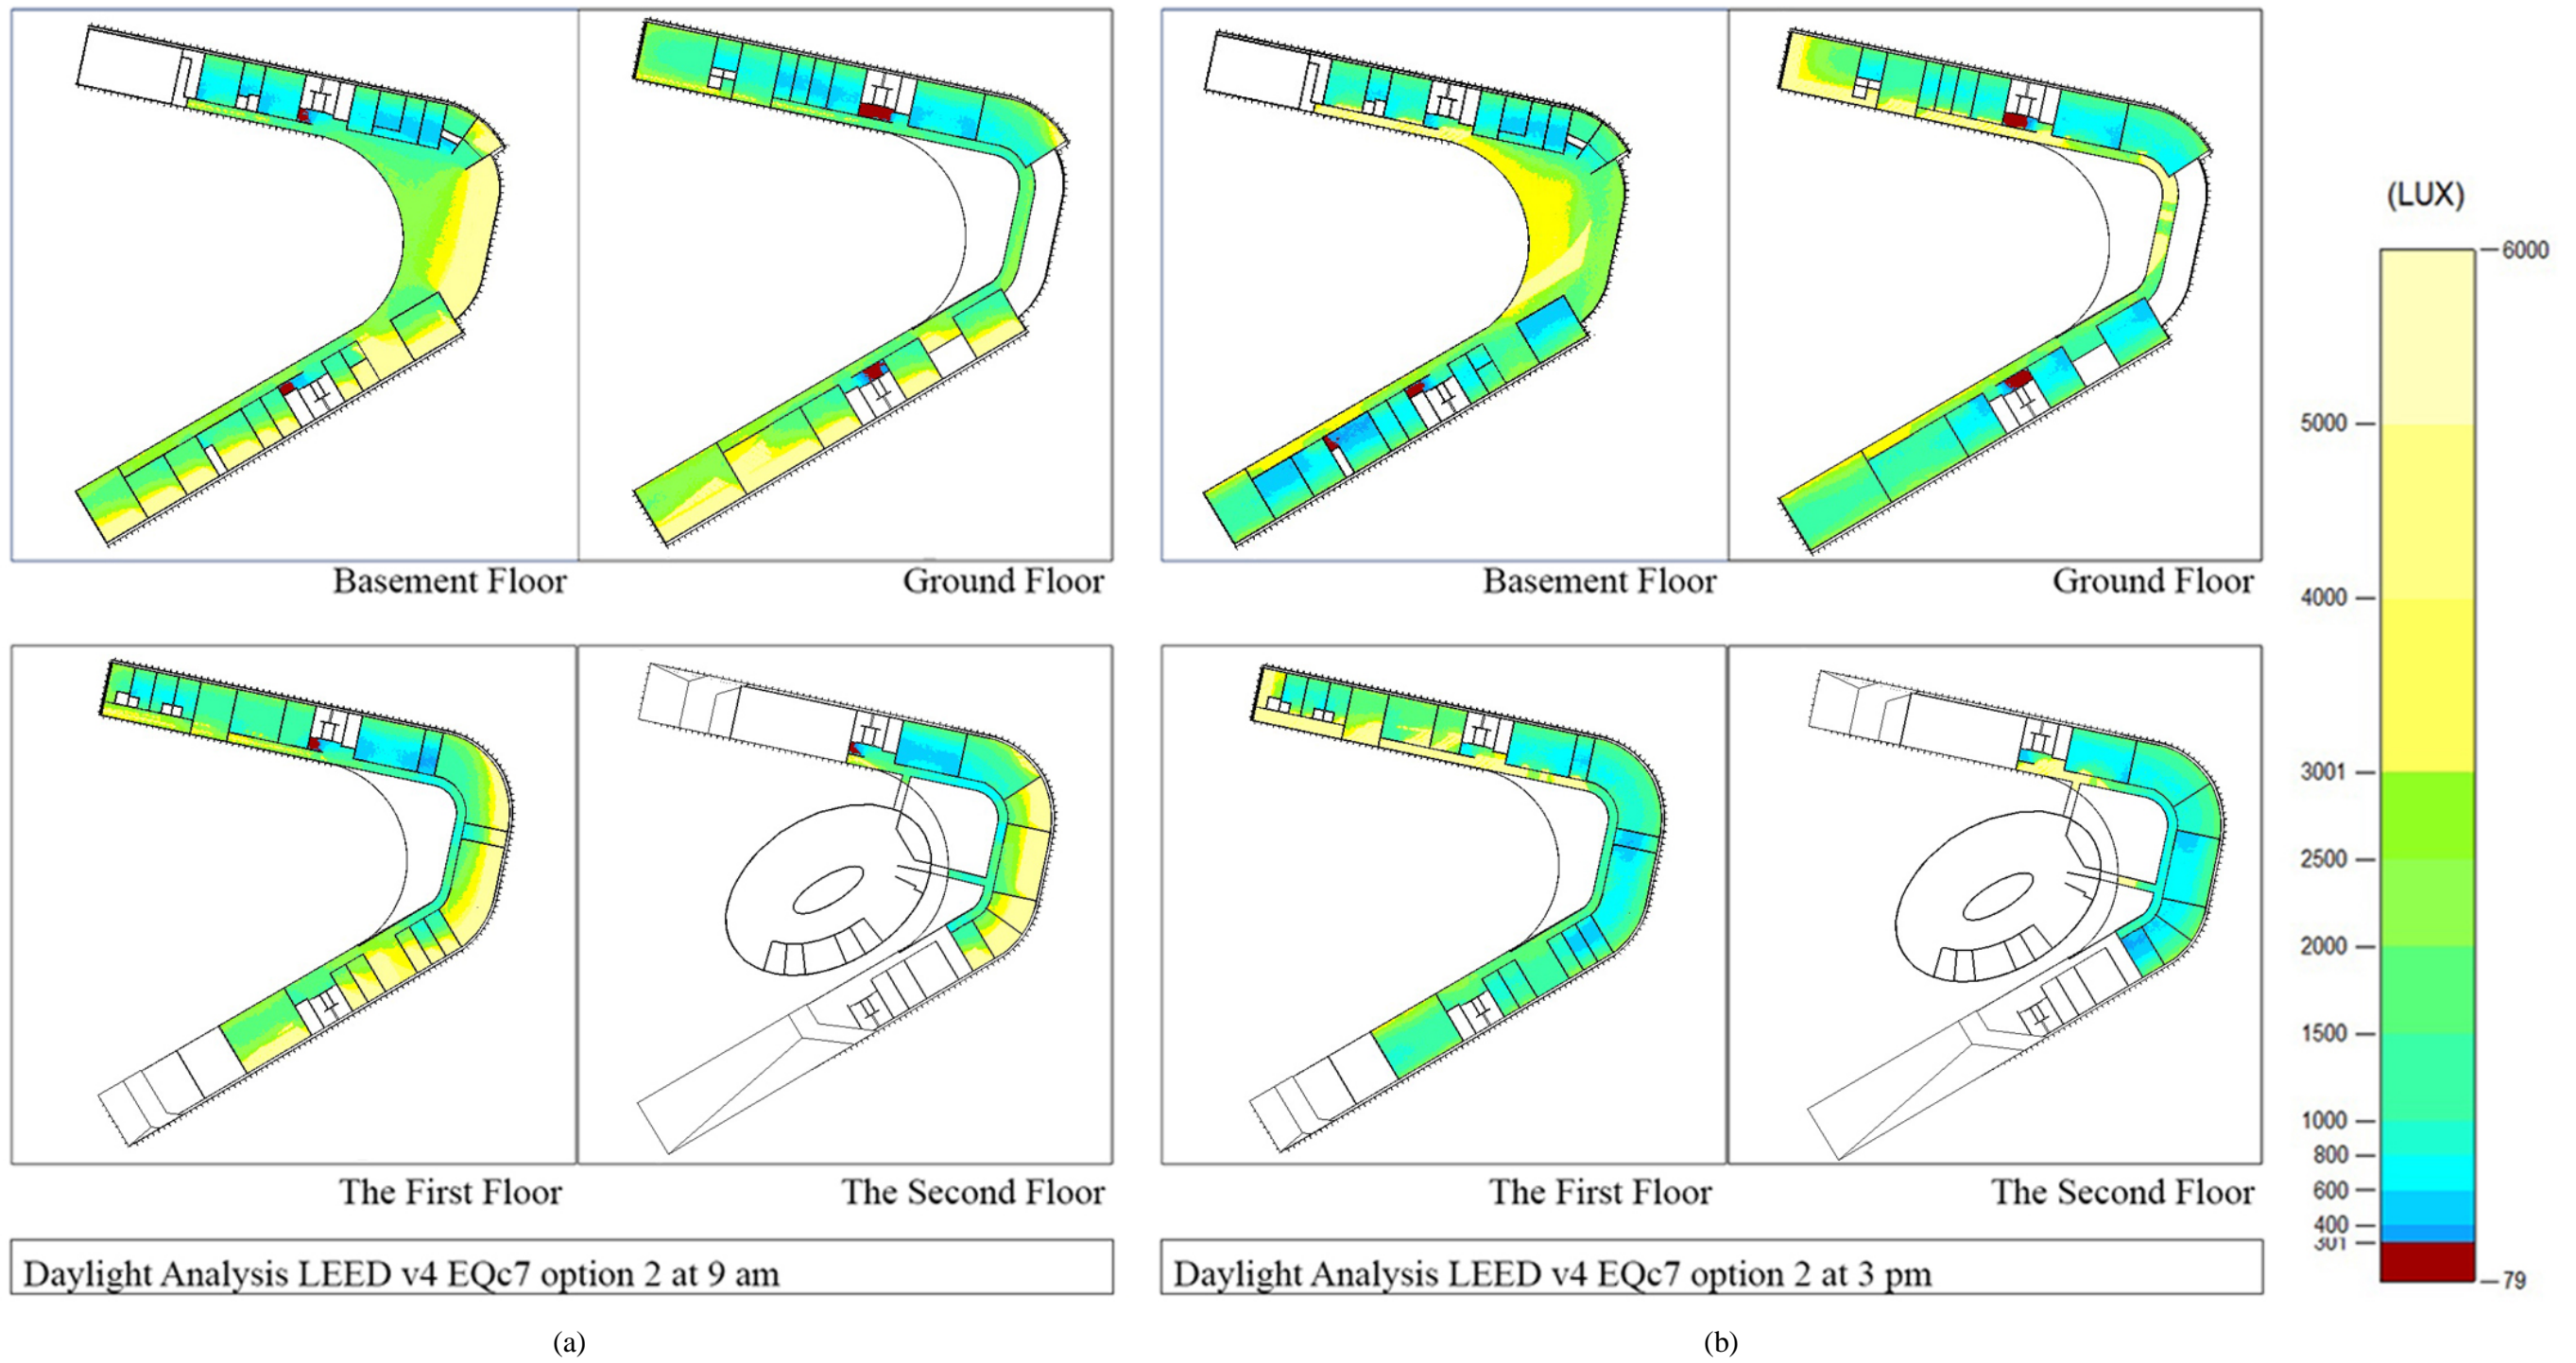 Basement Floor
Ground Floor
The First Floor
The Second Floor
Daylight Analysis LEED v4 EQc7 option 2 at 9 am
(a)
Basement Floor
Ground Floor
The First Floor
The Second Floor
Daylight Analysis LEED v4 EQc7 option 2 at 3 pm
(b)
(LUX)
6000
5000
4000
3001
2500
2000
1500
1000
800
600
400
301
79